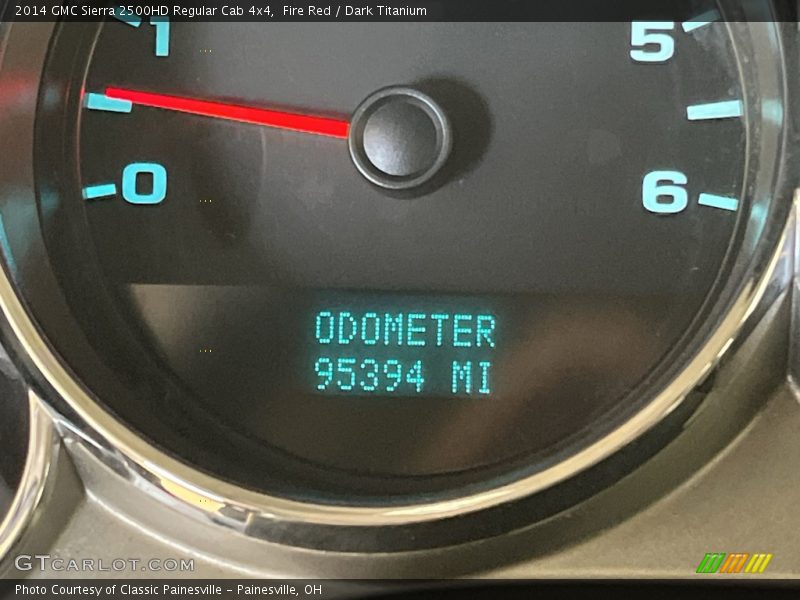 2014 GMC Sierra 2500HD Regular Cab 4x4,  Fire Red / Dark Titanium
1
5
0
6
ODOMETER
95394 MI
GTCARLOT.COM
Photo Courtesy of Classic Painesville - Painesville, OH